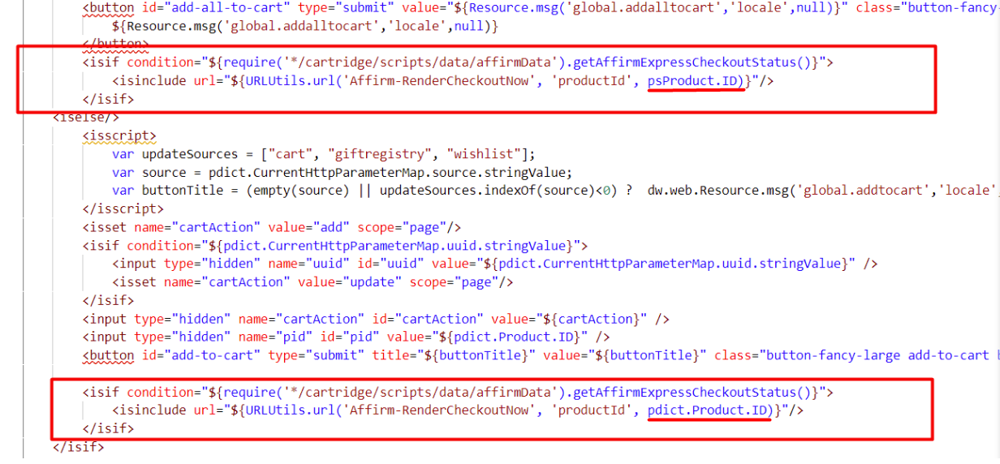 <button id="add-all-to-cart" type="submit" value="${Resource.msg('global.addalltocart','locale',null)}" class="button-fancy-
${Resource.msg('global.addalltocart','locale',null)}
</button>
<isif condition="${require('*/cartridge/scripts/data/affirmData').getAffirmExpressCheckoutStatus()}">
<isinclude url="${URLUtils.url('Affirm-RenderCheckoutNow', 'productId', psProduct.ID)}"/>
</isif>
<iselse/>
<isscript>
var updateSources = ["cart", "giftregistry", "wishlist"];
var source = pdict.CurrentHttpParameterMap.source.stringValue;
var buttonTitle = (empty(source) || updateSources.indexOf(source)<0) ?  dw.web.Resource.msg('global.addtocart','locale'
</isscript>
<isset name="cartAction" value="add" scope="page"/>
<isif condition="${pdict.CurrentHttpParameterMap.uuid.stringValue}">
<input type="hidden" name="uuid" id="uuid" value="${pdict.CurrentHttpParameterMap.uuid.stringValue}" />
<isset name="cartAction" value="update" scope="page"/>
</isif>
<input type="hidden" name="cartAction" id="cartAction" value="${cartAction}" />
<input type="hidden" name="pid" id="pid" value="${pdict.Product.ID}" />
<button id="add-to-cart" type="submit" title="${buttonTitle}" value="${buttonTitle}" class="button-fancy-large add-to-cart
<isif condition="${require('*/cartridge/scripts/data/affirmData').getAffirmExpressCheckoutStatus()}">
<isinclude url="${URLUtils.url('Affirm-RenderCheckoutNow', 'productId', pdict.Product.ID)}"/>
</isif>
</isif>